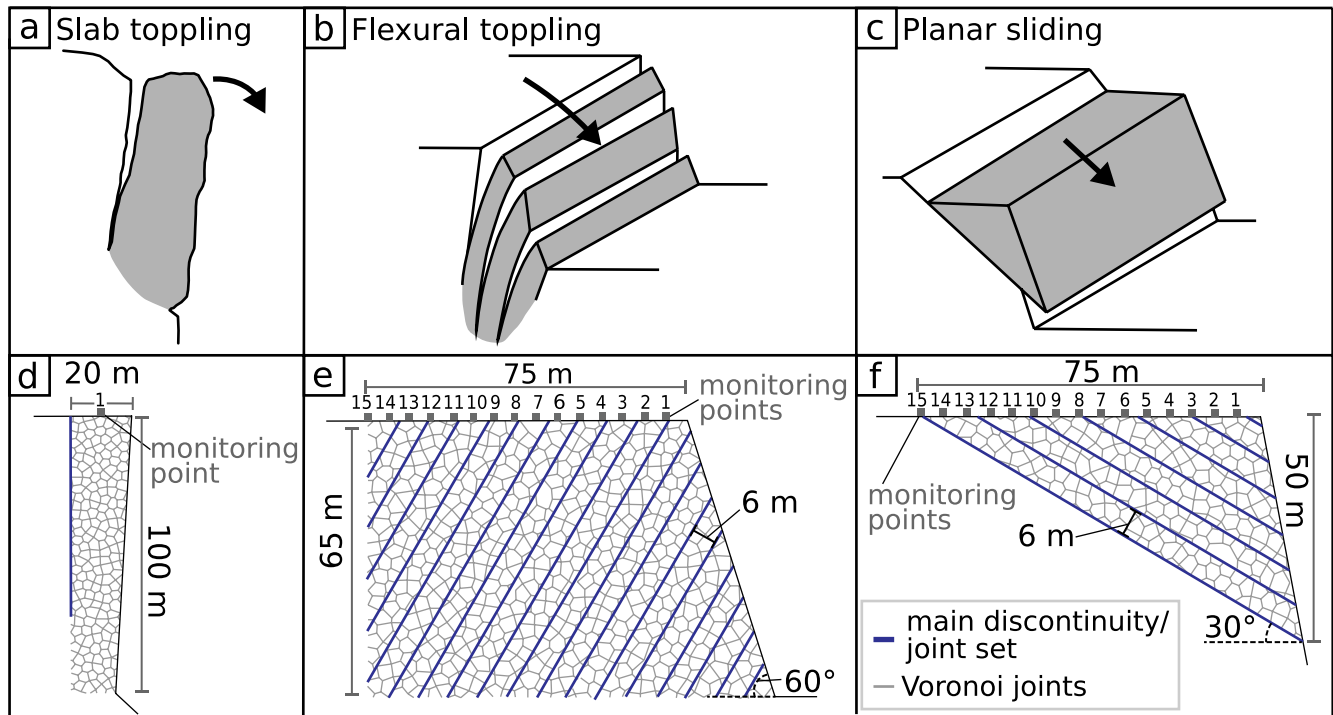 a Slab toppling
b Flexural toppling
c Planar sliding
d
20 m
1
monitoring
point
100 m
e
75 m
15 14 13 12 11 10 9 8 7 6 5 4 3 2 1
monitoring
points
65 m
6 m
60°
f
75 m
15 14 13 12 11 10 9 8 7 6 5 4 3 2 1
monitoring
points
50 m
6 m
30°
main discontinuity/
joint set
Voronoi joints